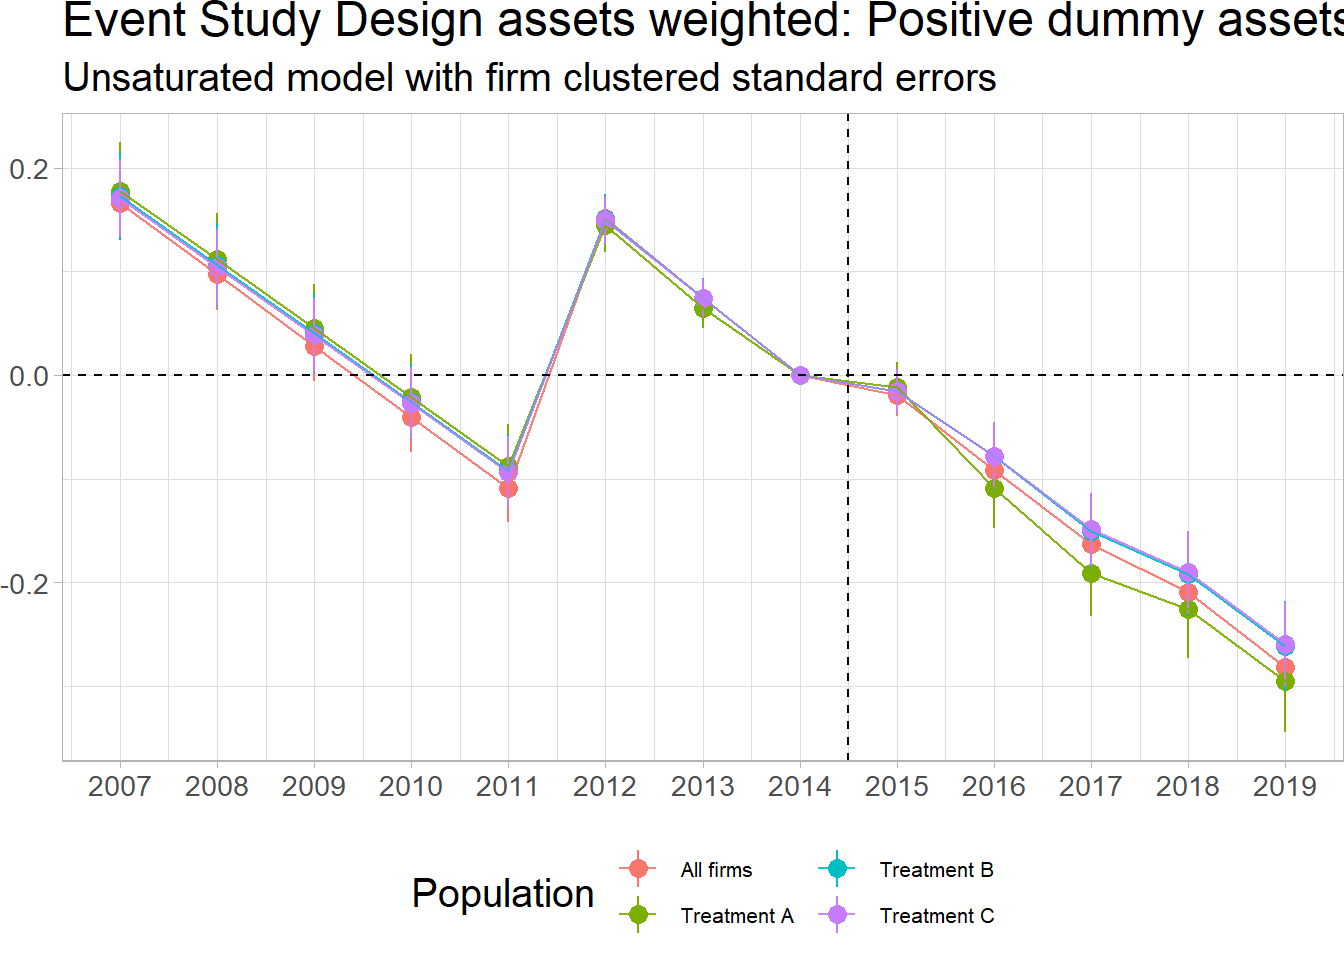 Event Study Design assets weighted: Positive dummy assets
Unsaturated model with firm clustered standard errors
0.2
0.0
-0.2
2007 2008 2009 2010 2011 2012 2013 2014 2015 2016 2017 2018 2019
Population
All firms
Treatment B
Treatment A
Treatment C